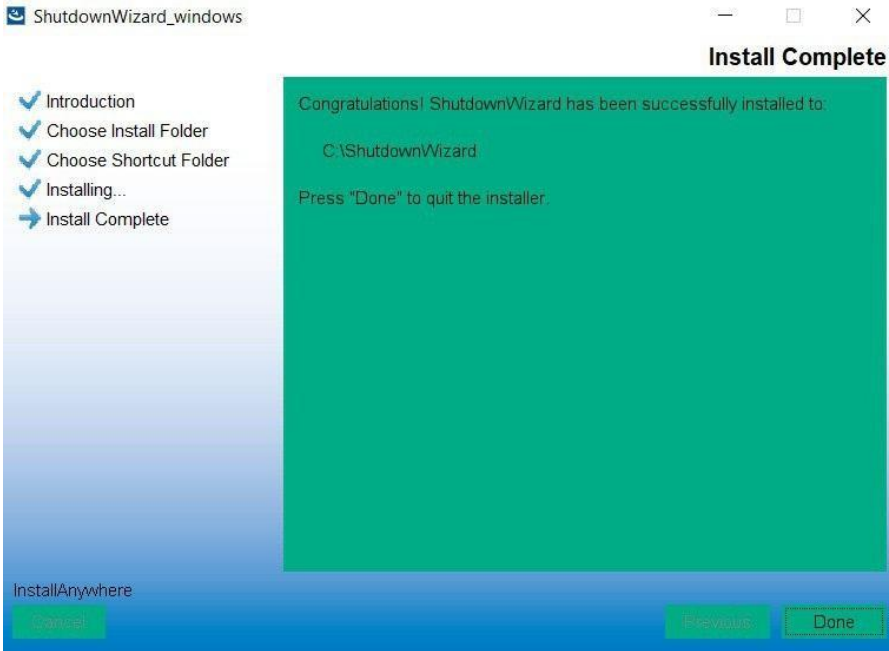 ShutdownWizard_windows
Install Complete
Introduction
Choose Install Folder
Choose Shortcut Folder
Installing...
Install Complete
Congratulations! ShutdownWizard has been successfully installed to:
C:\ShutdownWizard
Press "Done" to quit the installer.
InstallAnywhere
Cancel
Previous
Done